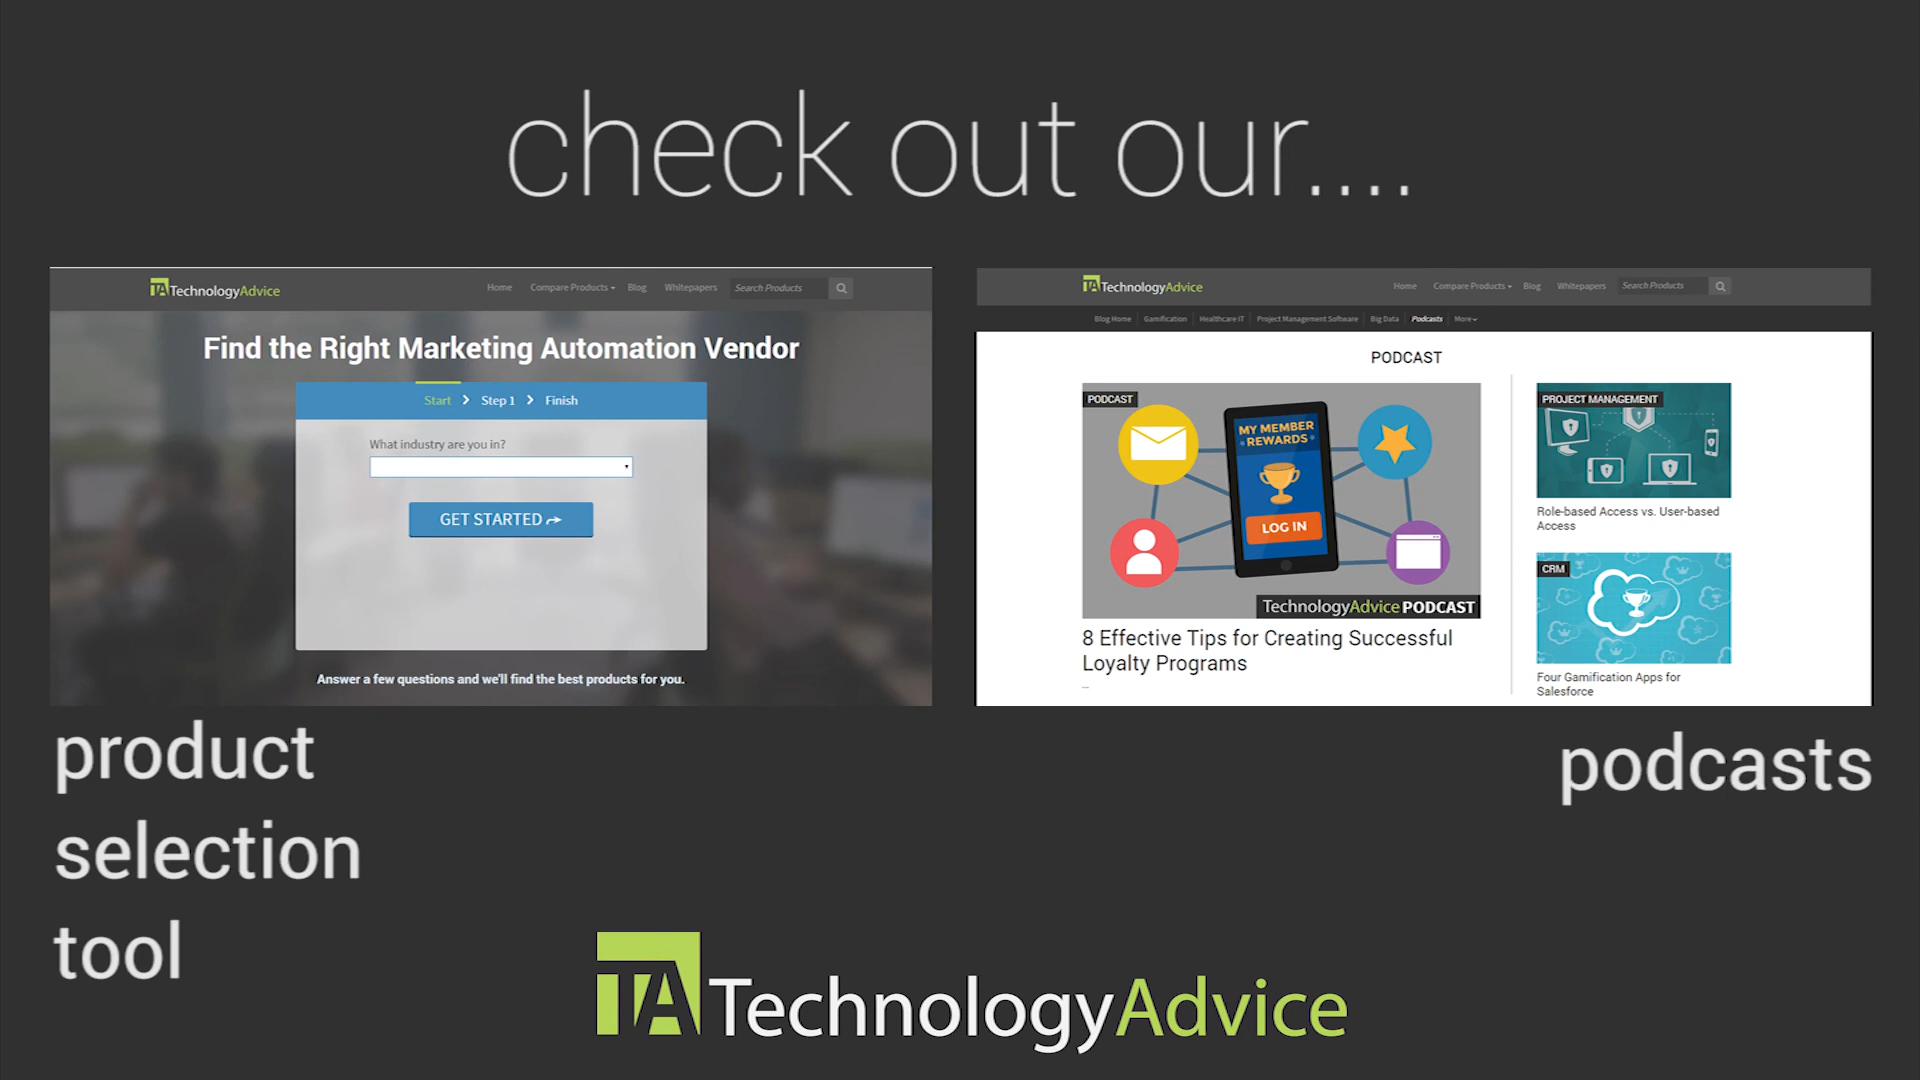 check out our....
TA TechnologyAdvice
Home Compare Products Blog Whitepapers Search Products
Find the Right Marketing Automation Vendor
Start > Step 1 > Finish
What industry are you in?
GET STARTED
Answer a few questions and we'll find the best products for you.
product
selection
tool
TA TechnologyAdvice
Home Compare Products Blog Whitepapers Search Products
Blog Home Gamification Healthcare IT Project Management Software Big Data Podcasts More
PODCAST
PODCAST
MY MEMBER
REWARDS
LOG IN
TechnologyAdvice PODCAST
8 Effective Tips for Creating Successful
Loyalty Programs
PROJECT MANAGEMENT
Role-based Access vs. User-based
Access
CRM
Four Gamification Apps for
Salesforce
podcasts
TA TechnologyAdvice